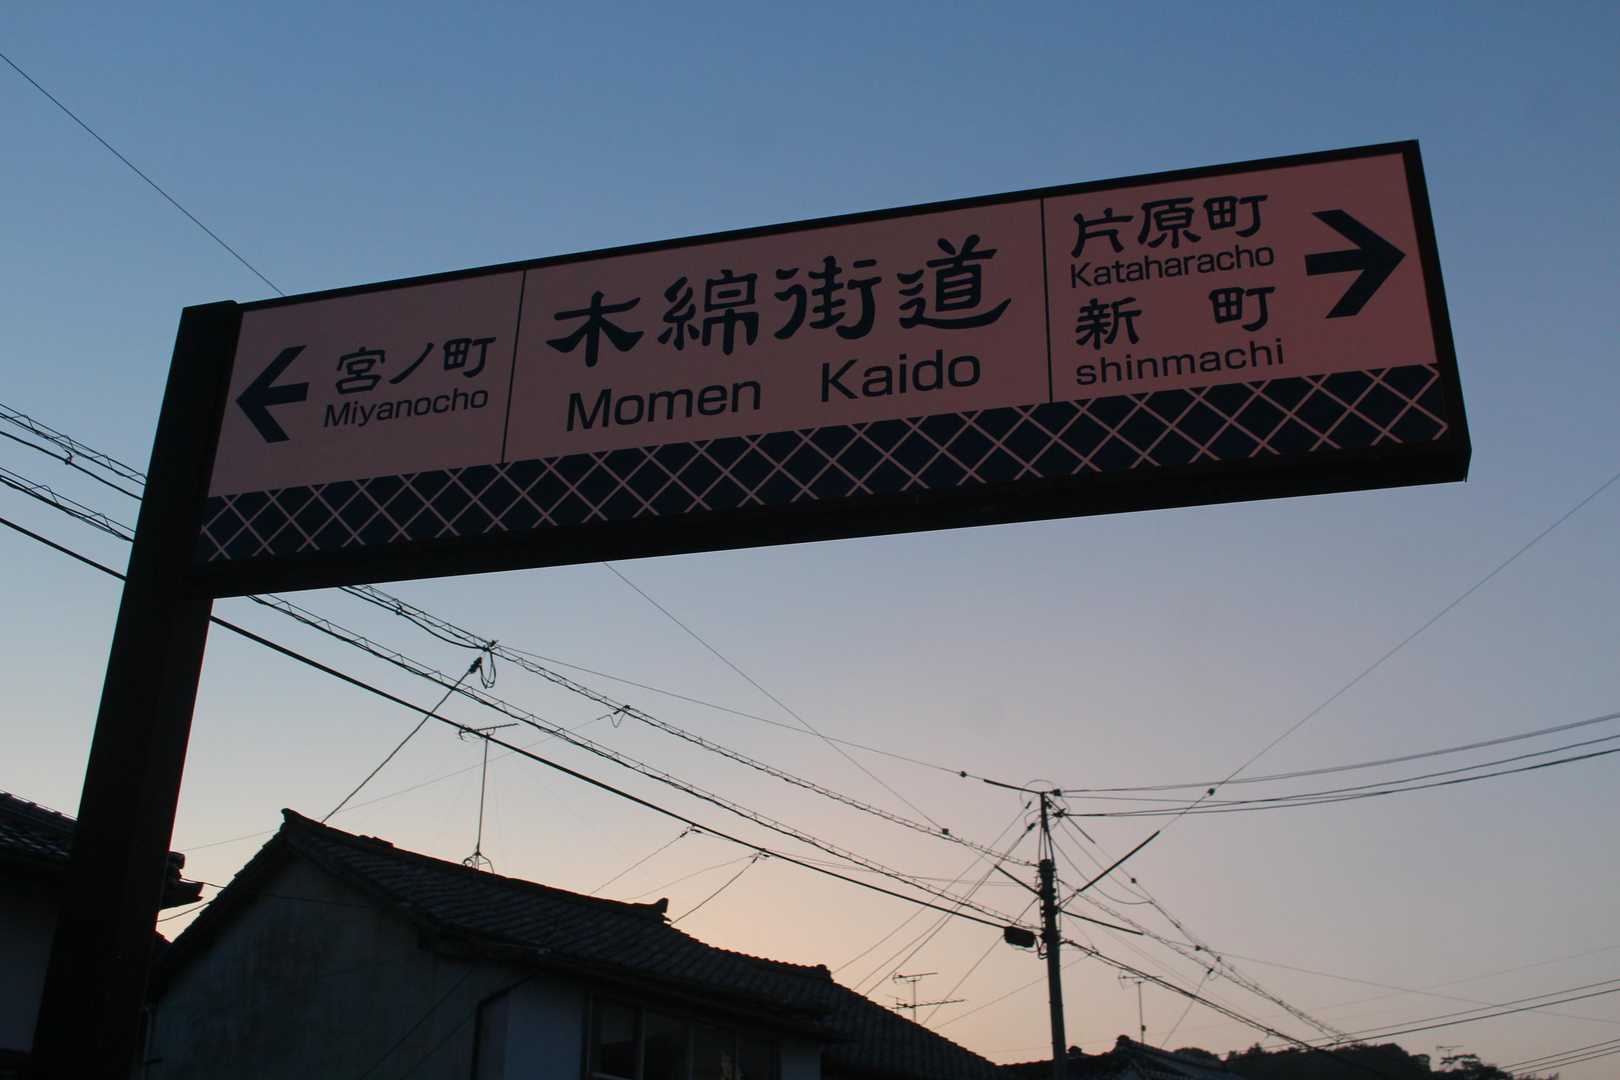 宮ノ町
Miyanocho
木綿街道
Momen Kaido
片原町
Kataharacho
新 町
shinmachi